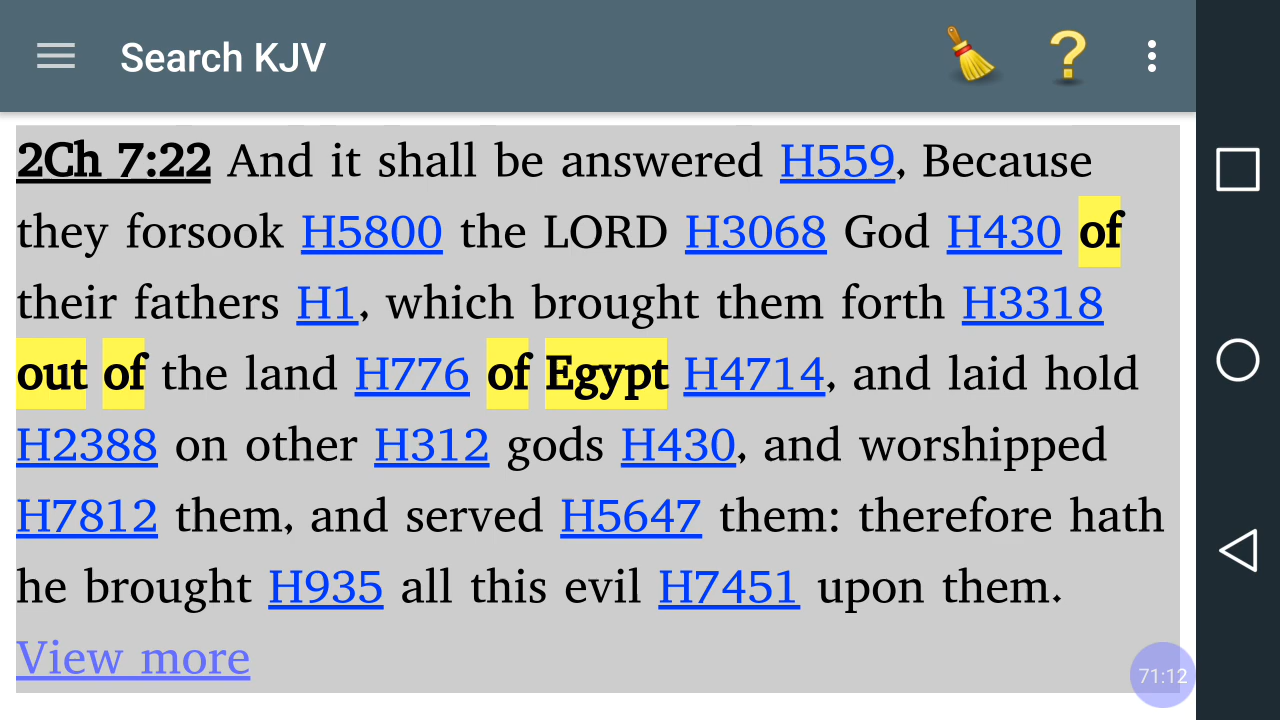 Search KJV
2Ch 7:22 And it shall be answered H559, Because
they forsook H5800 the LORD H3068 God H430 of
their fathers H1, which brought them forth H3318
out of the land H776 of Egypt H4714, and laid hold
H2388 on other H312 gods H430, and worshipped
H7812 them, and served H5647 them: therefore hath
he brought H935 all this evil H7451 upon them.
View more
71:12